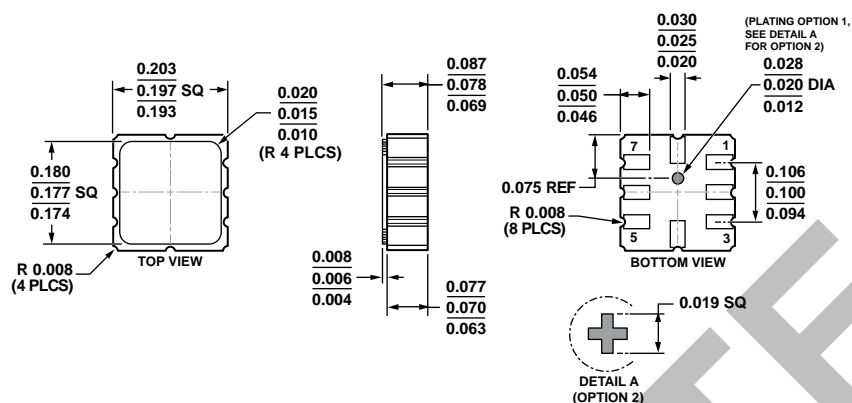 0.203
0.197 SQ
0.193
0.020
0.015
0.010
(R 4 PLCS)
0.180
0.177 SQ
0.174
R 0.008
(4 PLCS)
TOP VIEW
0.087
0.078
0.069
0.008
0.006
0.004
0.077
0.070
0.063
0.030
0.025
0.020
(PLATING OPTION 1,
SEE DETAIL A
FOR OPTION 2)
0.054
0.050
0.046
0.028
0.020 DIA
0.012
7
1
0.075 REF
0.106
0.100
0.094
R 0.008
(8 PLCS)
5
3
BOTTOM VIEW
0.019 SQ
DETAIL A
(OPTION 2)